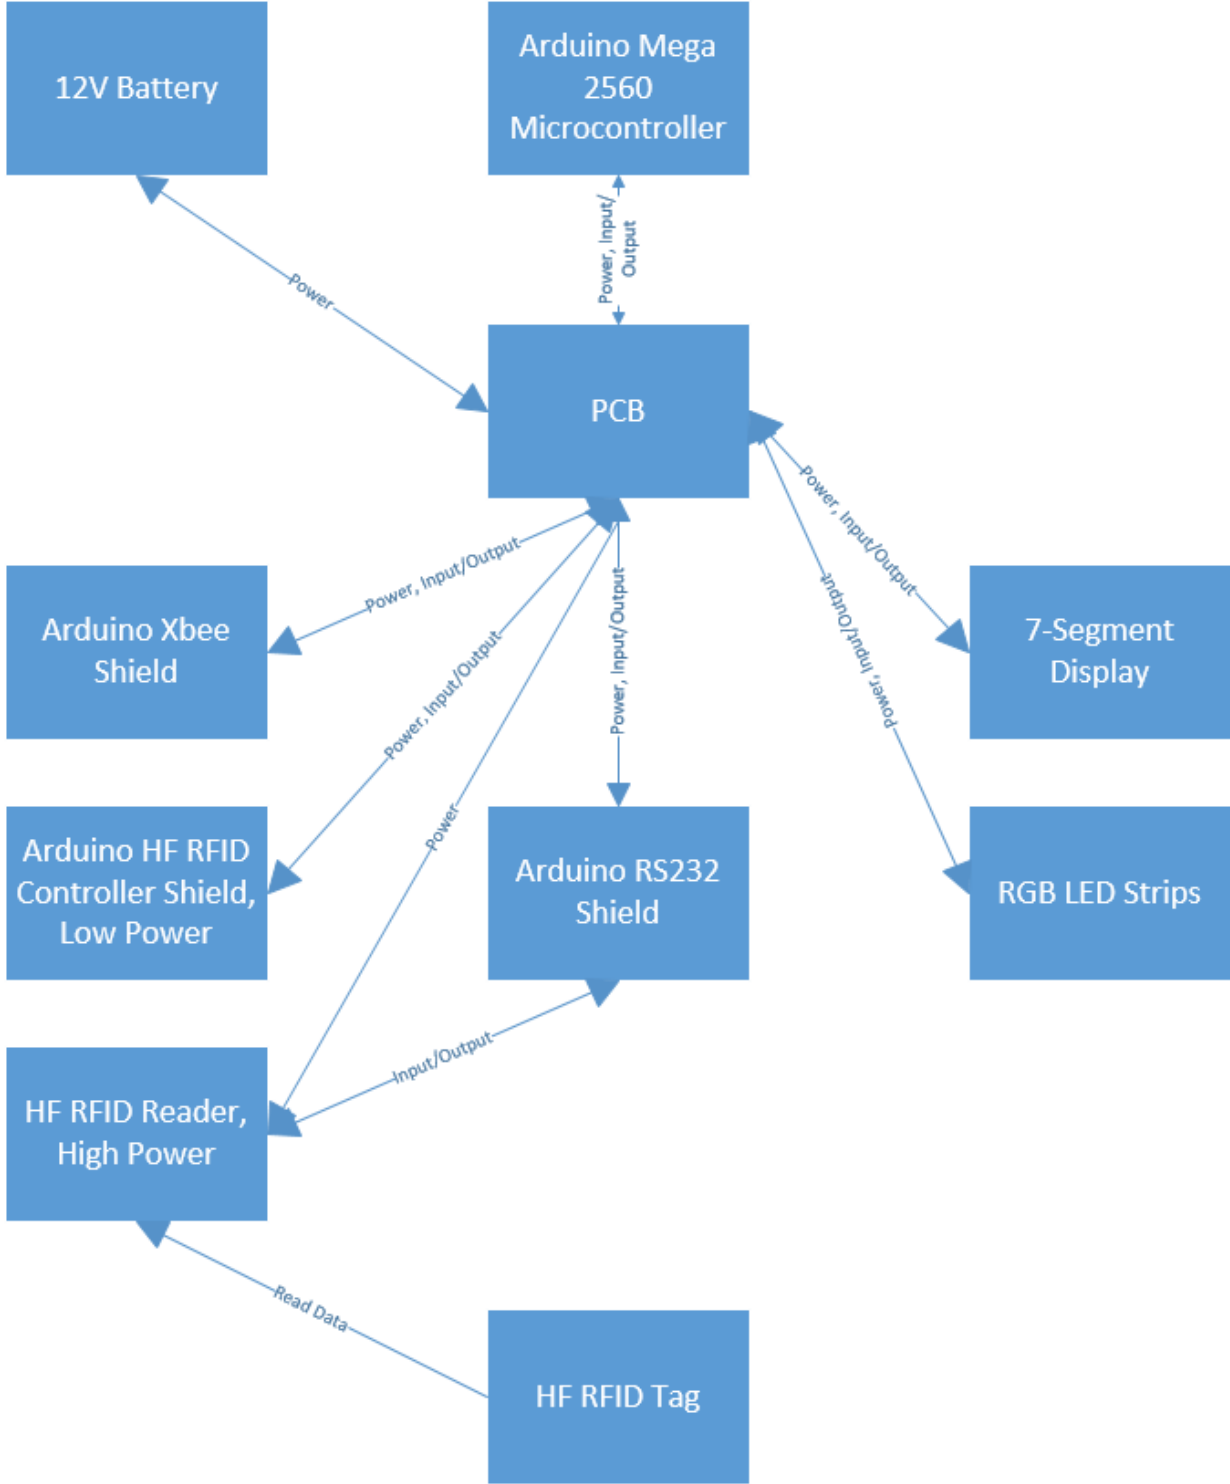 12V Battery
Arduino Mega
2560
Microcontroller
Power, Input/
Output
Power
PCB
Power, Input/Output
Power, Input/Output
Power, Input/Output
Power, Input/Output
Power, Input/Output
Arduino Xbee
Shield
7-Segment
Display
Power
Arduino HF RFID
Controller Shield,
Low Power
Arduino RS232
Shield
RGB LED Strips
Input/Output
HF RFID Reader,
High Power
Read Data
HF RFID Tag